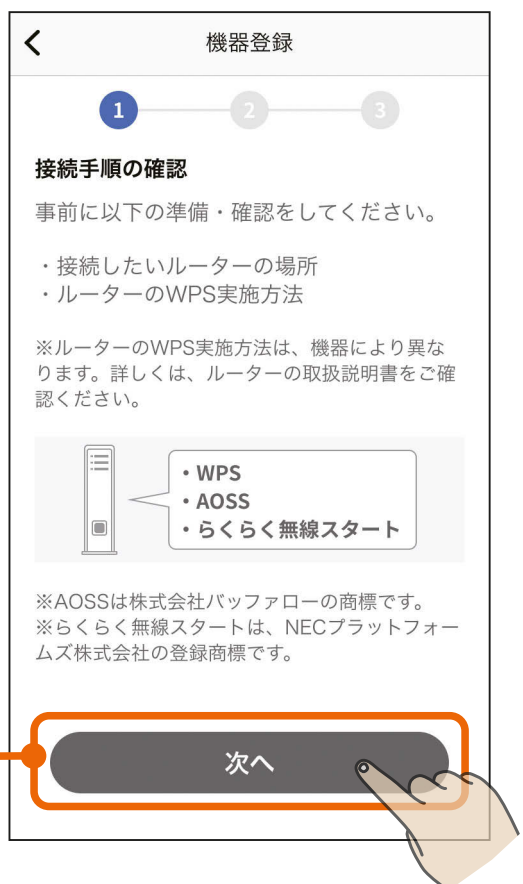 機器登録
1 2 3
接続手順の確認
事前に以下の準備・確認をしてください。
・接続したいルーターの場所
・ルーターのWPS実施方法
※ルーターのWPS実施方法は、機器により異な
ります。詳しくは、ルーターの取扱説明書をご確
認ください。
・WPS
・AOSS
・らくらく無線スタート
※AOSSは株式会社バッファローの商標です。
※らくらく無線スタートは、NECプラットフォー
ムズ株式会社の登録商標です。
次へ